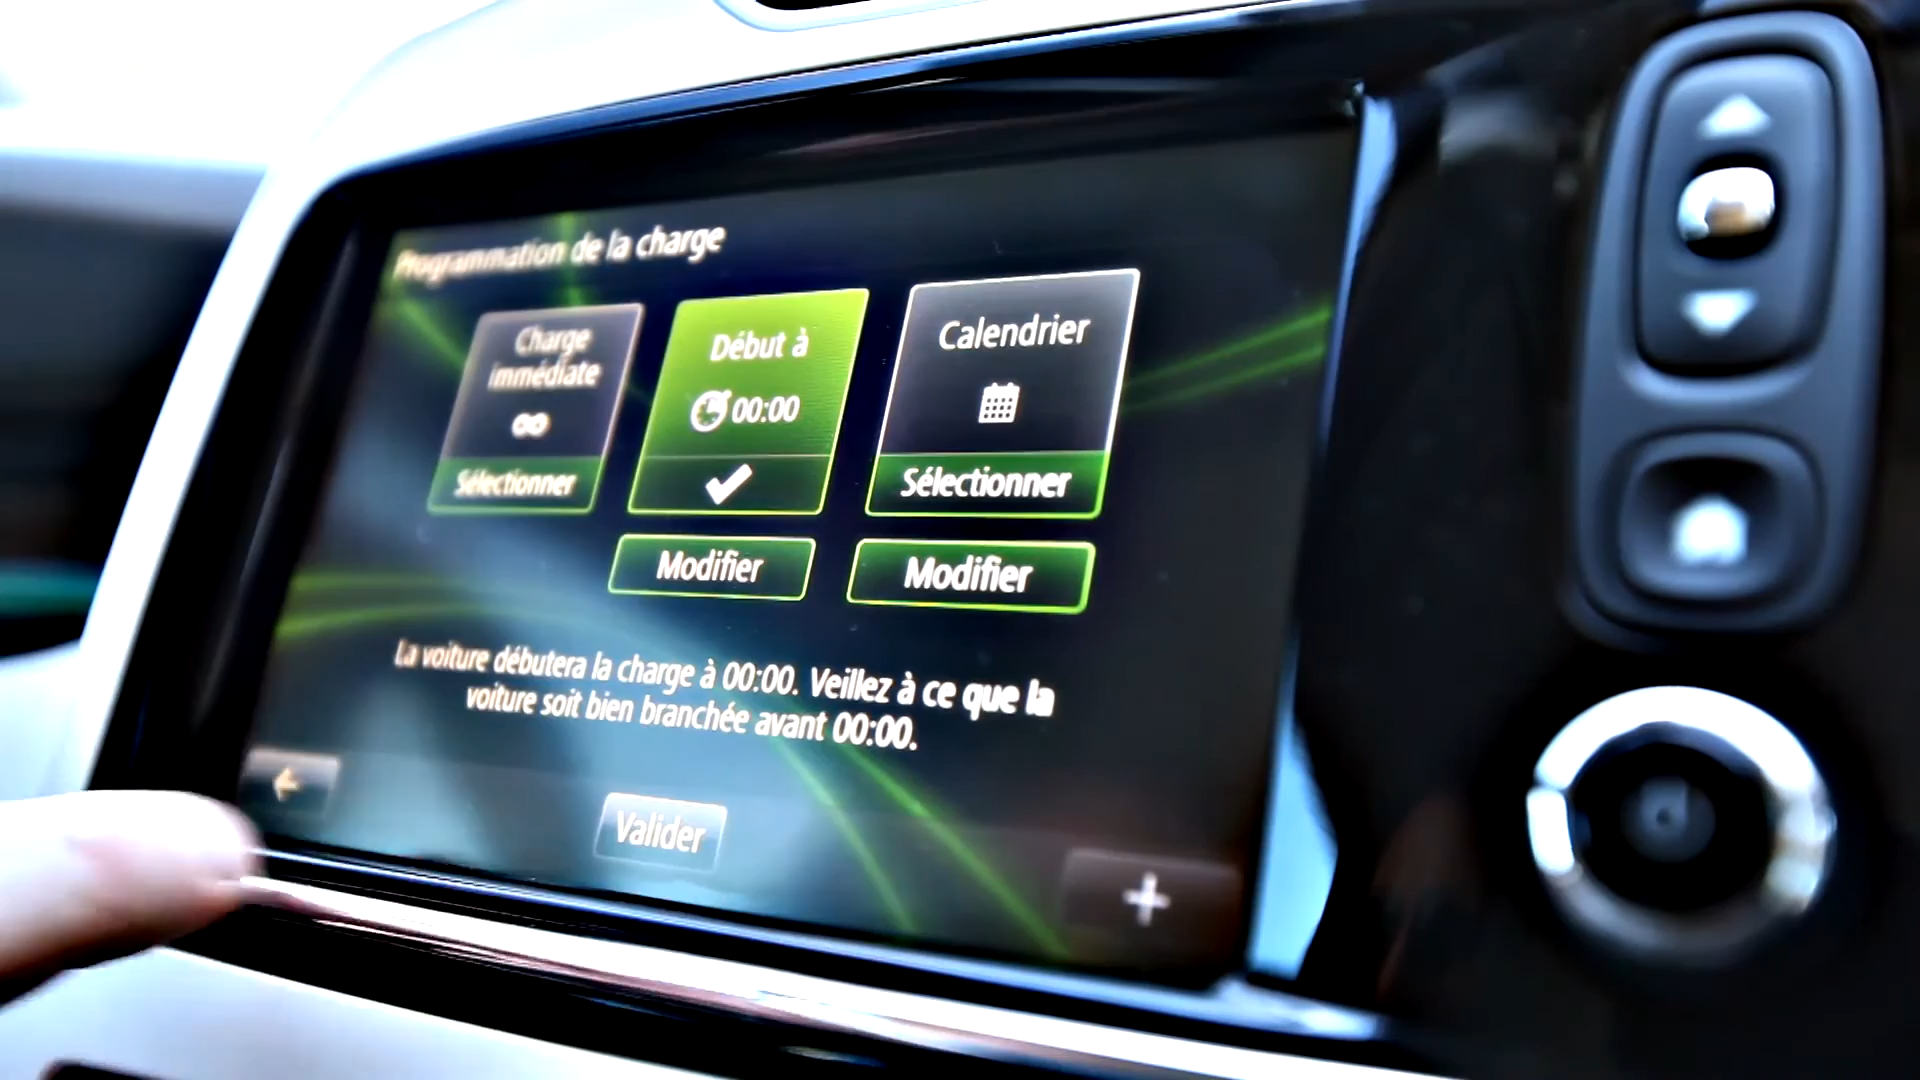 Programmation de la charge
Charge
immédiate
Sélectionner
Début à
00:00
Modifier
Calendrier
Sélectionner
Modifier
La voiture débutera la charge à 00:00. Veillez à ce que la
voiture soit bien branchée avant 00:00.
Valider